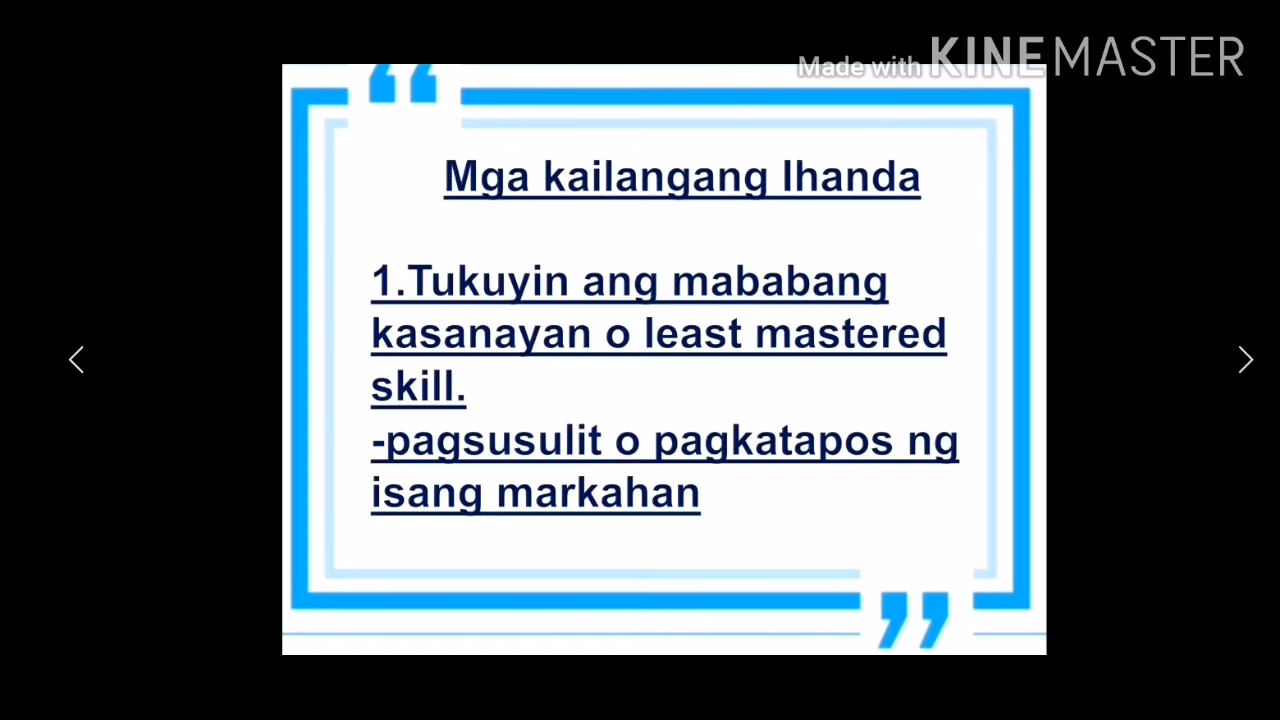 Made with KINEMASTER
Mga kailangang Ihanda
1.Tukuyin ang mababang
kasanayan o least mastered
skill.
-pagsusulit o pagkatapos ng
isang markahan